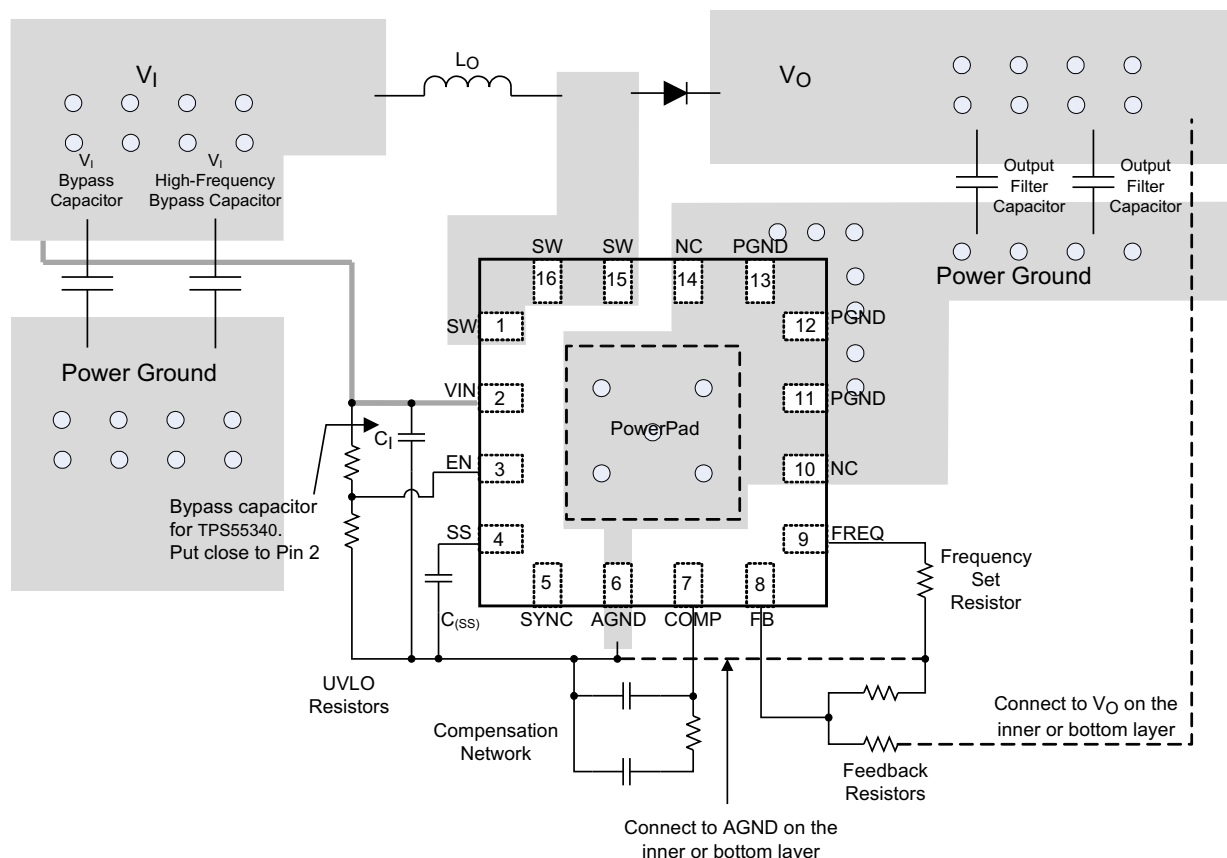 VI
LO
VO
VI
Bypass
Capacitor
VI
High-Frequency
Bypass Capacitor
Output
Filter
Capacitor
Output
Filter
Capacitor
Power Ground
Power Ground
SW
SW
NC
PGND
16
15
14
13
SW
1
12
PGND
VIN
2
11
PGND
CI
PowerPad
EN
3
10
NC
Bypass capacitor
for TPS55340.
Put close to Pin 2
SS
4
9
FREQ
Frequency
Set
Resistor
C(SS)
5
6
7
8
SYNC
AGND
COMP
FB
UVLO
Resistors
Compensation
Network
Feedback
Resistors
Connect to VO on the
inner or bottom layer
Connect to AGND on the
inner or bottom layer